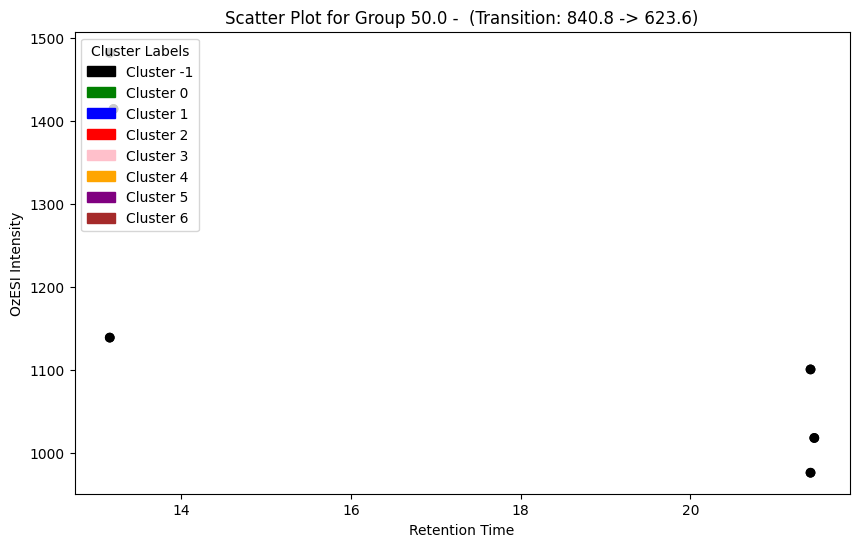 Scatter Plot for Group 50.0 -  (Transition: 840.8 -> 623.6)
1500
1400
1300
1200
1100
1000
OzESI Intensity
Cluster Labels
Cluster -1
Cluster 0
Cluster 1
Cluster 2
Cluster 3
Cluster 4
Cluster 5
Cluster 6
14
16
18
20
Retention Time